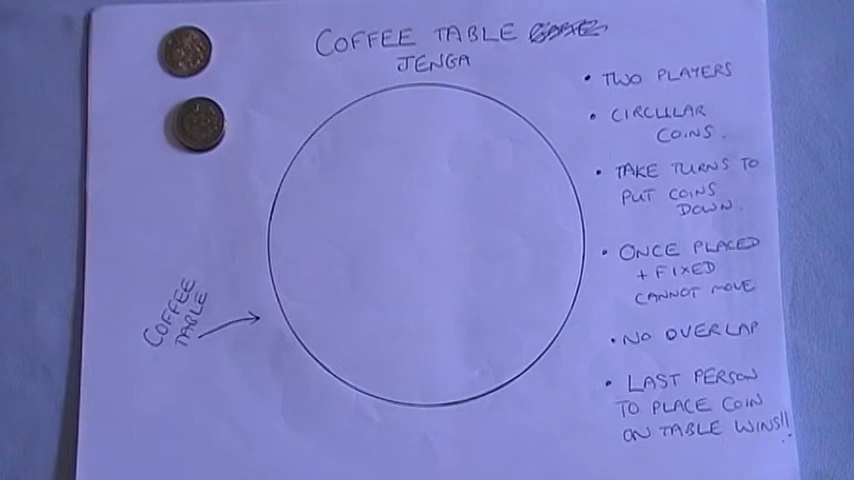 COFFEE TABLE
JENGA
• TWO PLAYERS
• CIRCULAR
COINS.
• TAKE TURNS TO
PUT COINS
DOWN.
• ONCE PLACED
+ FIXED
CANNOT MOVE
• NO OVERLAP
• LAST PERSON
TO PLACE COIN
ON TABLE WINS!!
COFFEE
TABLE